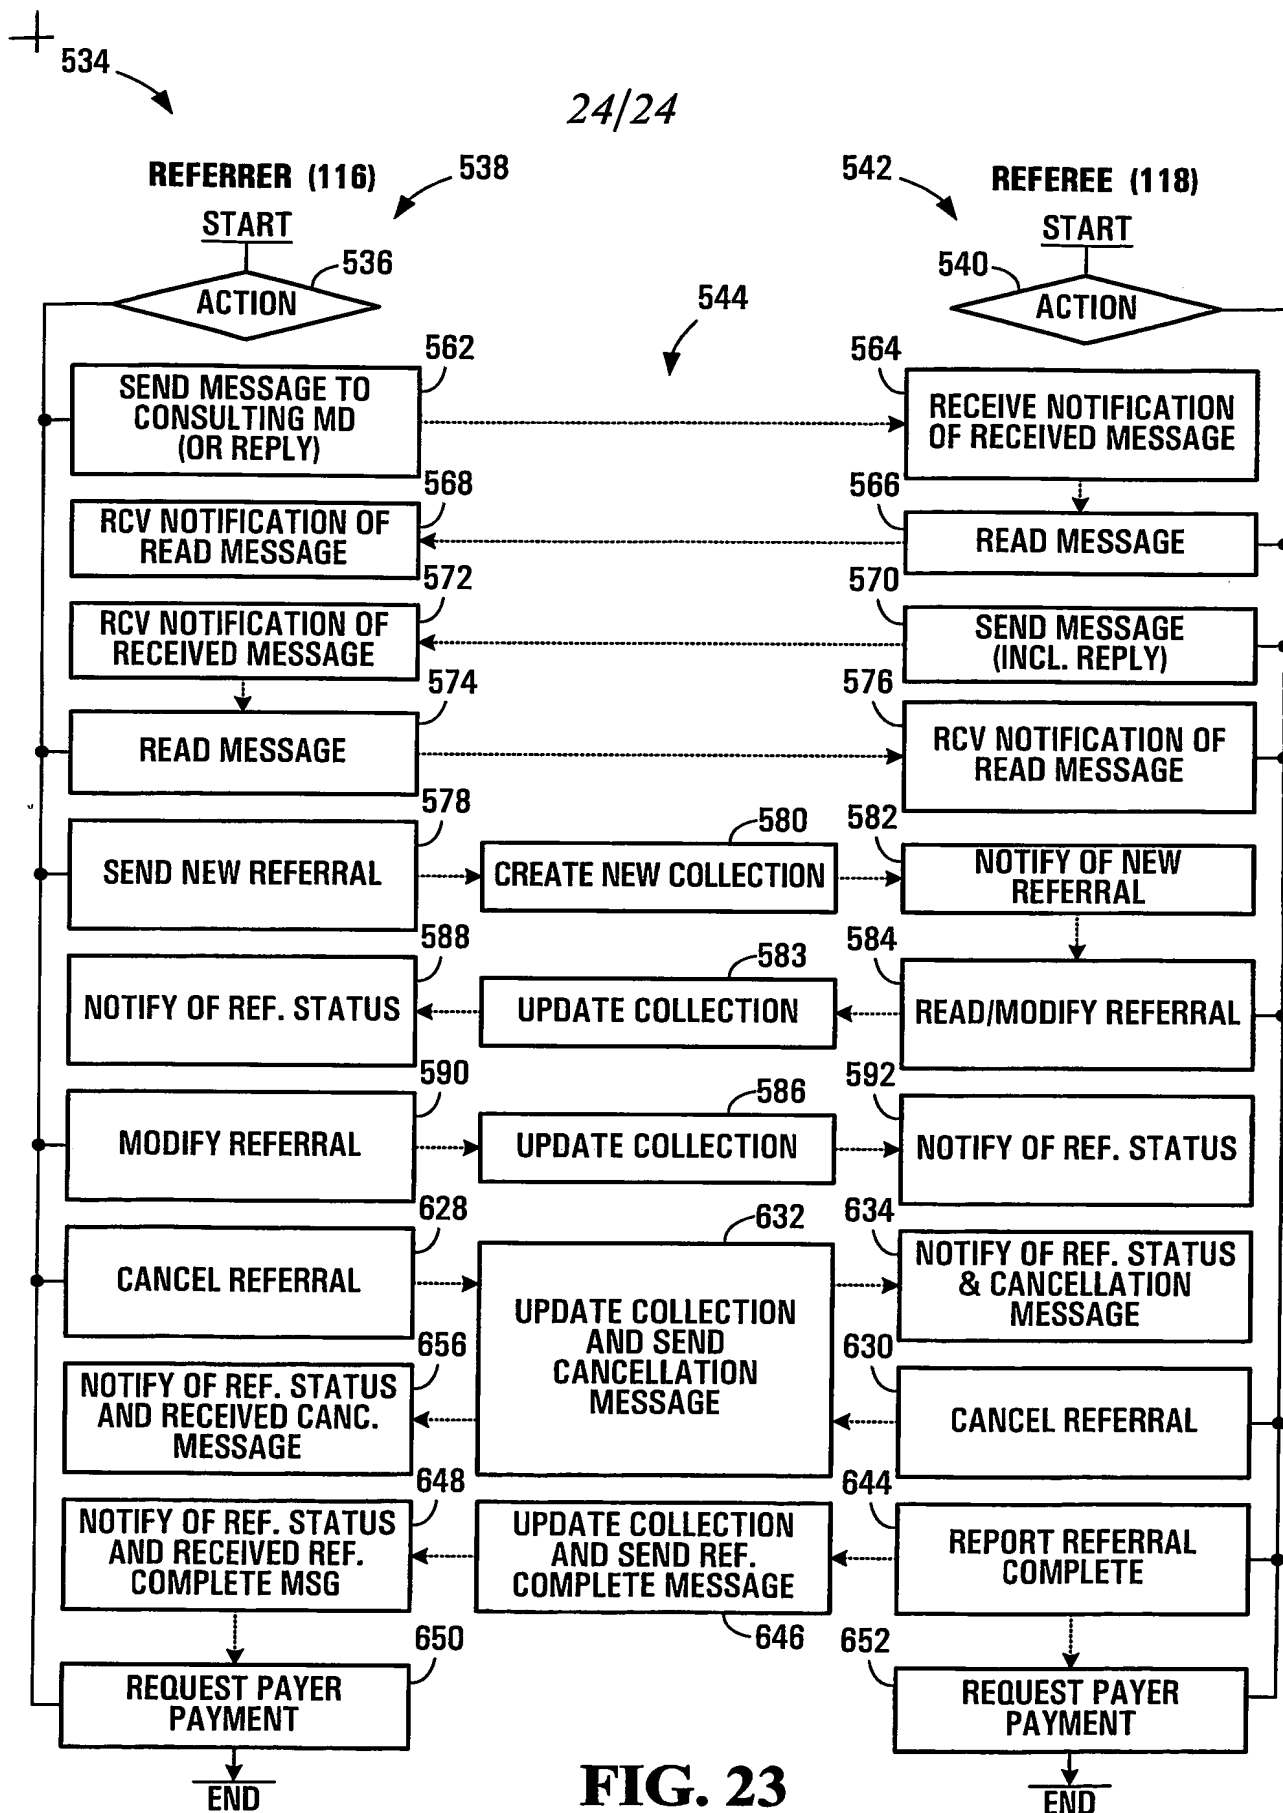 534
24/24
REFERRER (116)
538
542
REFEREE (118)
START
START
536
540
ACTION
ACTION
544
562
564
SEND MESSAGE TO
CONSULTING MD
(OR REPLY)
RECEIVE NOTIFICATION
OF RECEIVED MESSAGE
568
566
RCV NOTIFICATION OF
READ MESSAGE
READ MESSAGE
572
570
RCV NOTIFICATION OF
RECEIVED MESSAGE
SEND MESSAGE
(INCL. REPLY)
574
576
READ MESSAGE
RCV NOTIFICATION OF
READ MESSAGE
578
580
582
SEND NEW REFERRAL
CREATE NEW COLLECTION
NOTIFY OF NEW
REFERRAL
588
583
584
NOTIFY OF REF. STATUS
UPDATE COLLECTION
READ/MODIFY REFERRAL
590
586
592
MODIFY REFERRAL
UPDATE COLLECTION
NOTIFY OF REF. STATUS
628
632
634
CANCEL REFERRAL
UPDATE COLLECTION
AND SEND
CANCELLATION
MESSAGE
NOTIFY OF REF. STATUS
& CANCELLATION
MESSAGE
656
630
NOTIFY OF REF. STATUS
AND RECEIVED CANC.
MESSAGE
CANCEL REFERRAL
648
644
NOTIFY OF REF. STATUS
AND RECEIVED REF.
COMPLETE MSG
UPDATE COLLECTION
AND SEND REF.
COMPLETE MESSAGE
REPORT REFERRAL
COMPLETE
650
646
652
REQUEST PAYER
PAYMENT
REQUEST PAYER
PAYMENT
END
FIG. 23
END